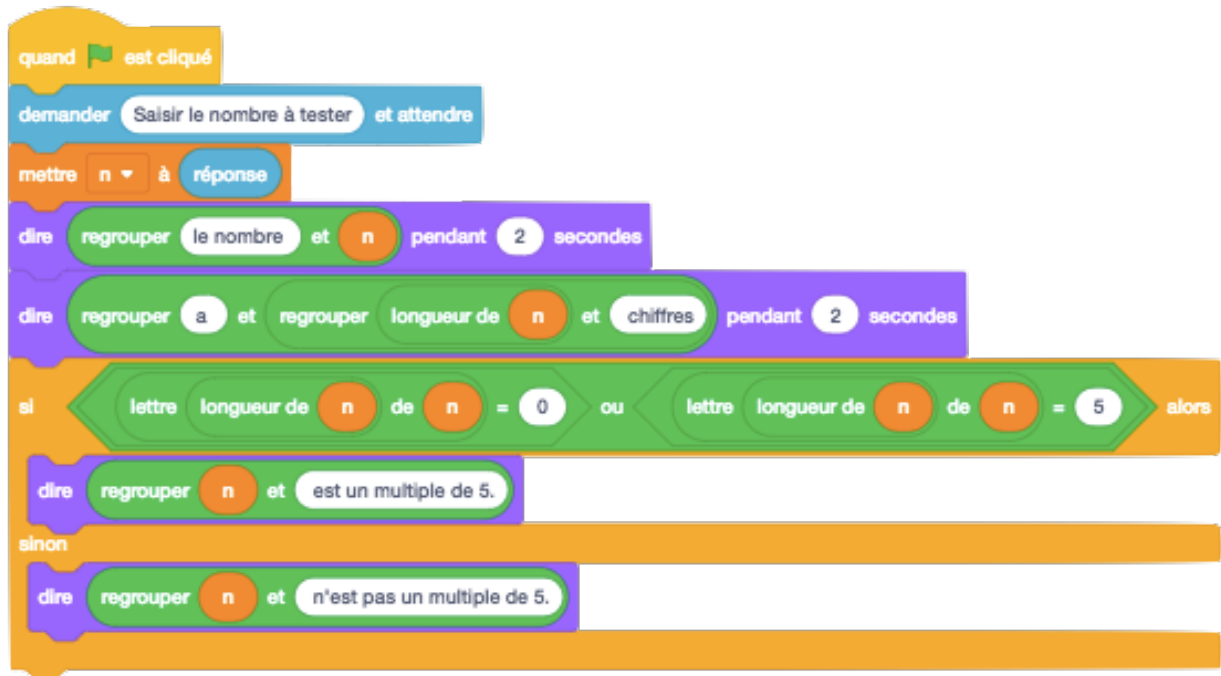 quand est cliqué
demander Saisir le nombre à tester et attendre
mettre n à réponse
dire regrouper le nombre et n pendant 2 secondes
dire regrouper a et regrouper longueur de n et chiffres pendant 2 secondes
si lettre longueur de n de n = 0 ou lettre longueur de n de n = 5 alors
dire regrouper n et est un multiple de 5.
sinon
dire regrouper n et n'est pas un multiple de 5.